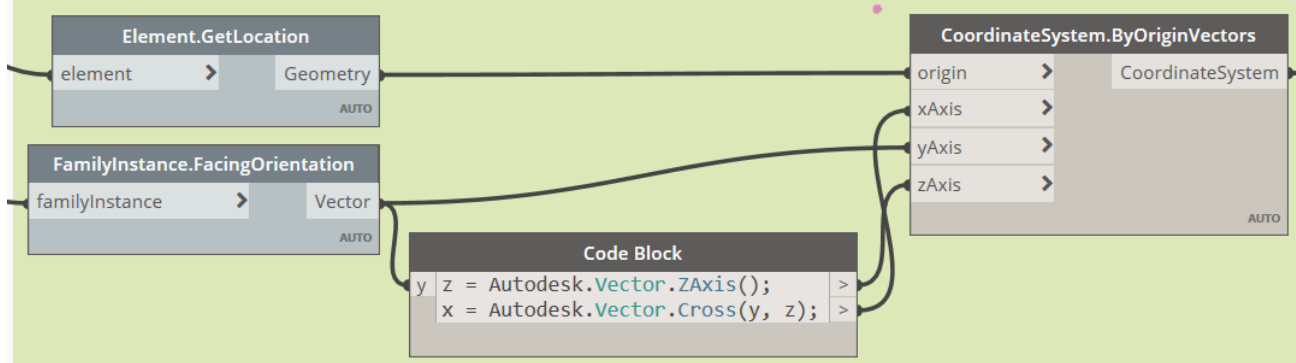 Element.GetLocation
element > Geometry
AUTO
FamilyInstance.FacingOrientation
familyInstance > Vector
AUTO
Code Block
y z = Autodesk.Vector.ZAxis(); >
x = Autodesk.Vector.Cross(y, z); >
CoordinateSystem.ByOriginVectors
origin > CoordinateSystem
xAxis >
yAxis >
zAxis >
AUTO